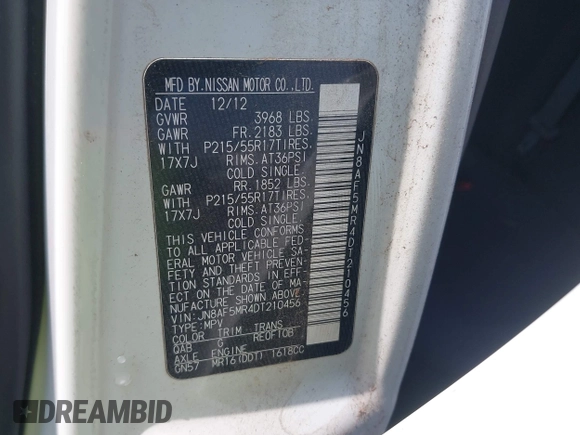 MFD BY.NISSAN MOTOR CO.,LTD.
DATE 12/12
GVWR 3968 LBS.
GAWR FR.2183 LBS.
WITH P215/55R17TIRES.
17X7J RIMS.AT36PSI
COLD SINGLE.
GAWR RR.1852 LBS.
WITH P215/55R17TIRES.
17X7J RIMS.AT36PSI
COLD SINGLE.
THIS VEHICLE CONFORMS
TO ALL APPLICABLE FED-
ERAL MOTOR VEHICLE SA-
FETY AND THEFT PREVEN-
TION STANDARDS IN EFF-
ECT ON THE DATE OF MA-
NUFACTURE SHOWN ABOVE.
VIN:JN8AF5MR4DT210456
TYPE:MPV
COLOR TRIM TRANS
QAB G RE0F10B
AXLE ENGINE
GN57 MR16(DDT) 1618CC
JN8AF5MR4DT210456
DREAMBID